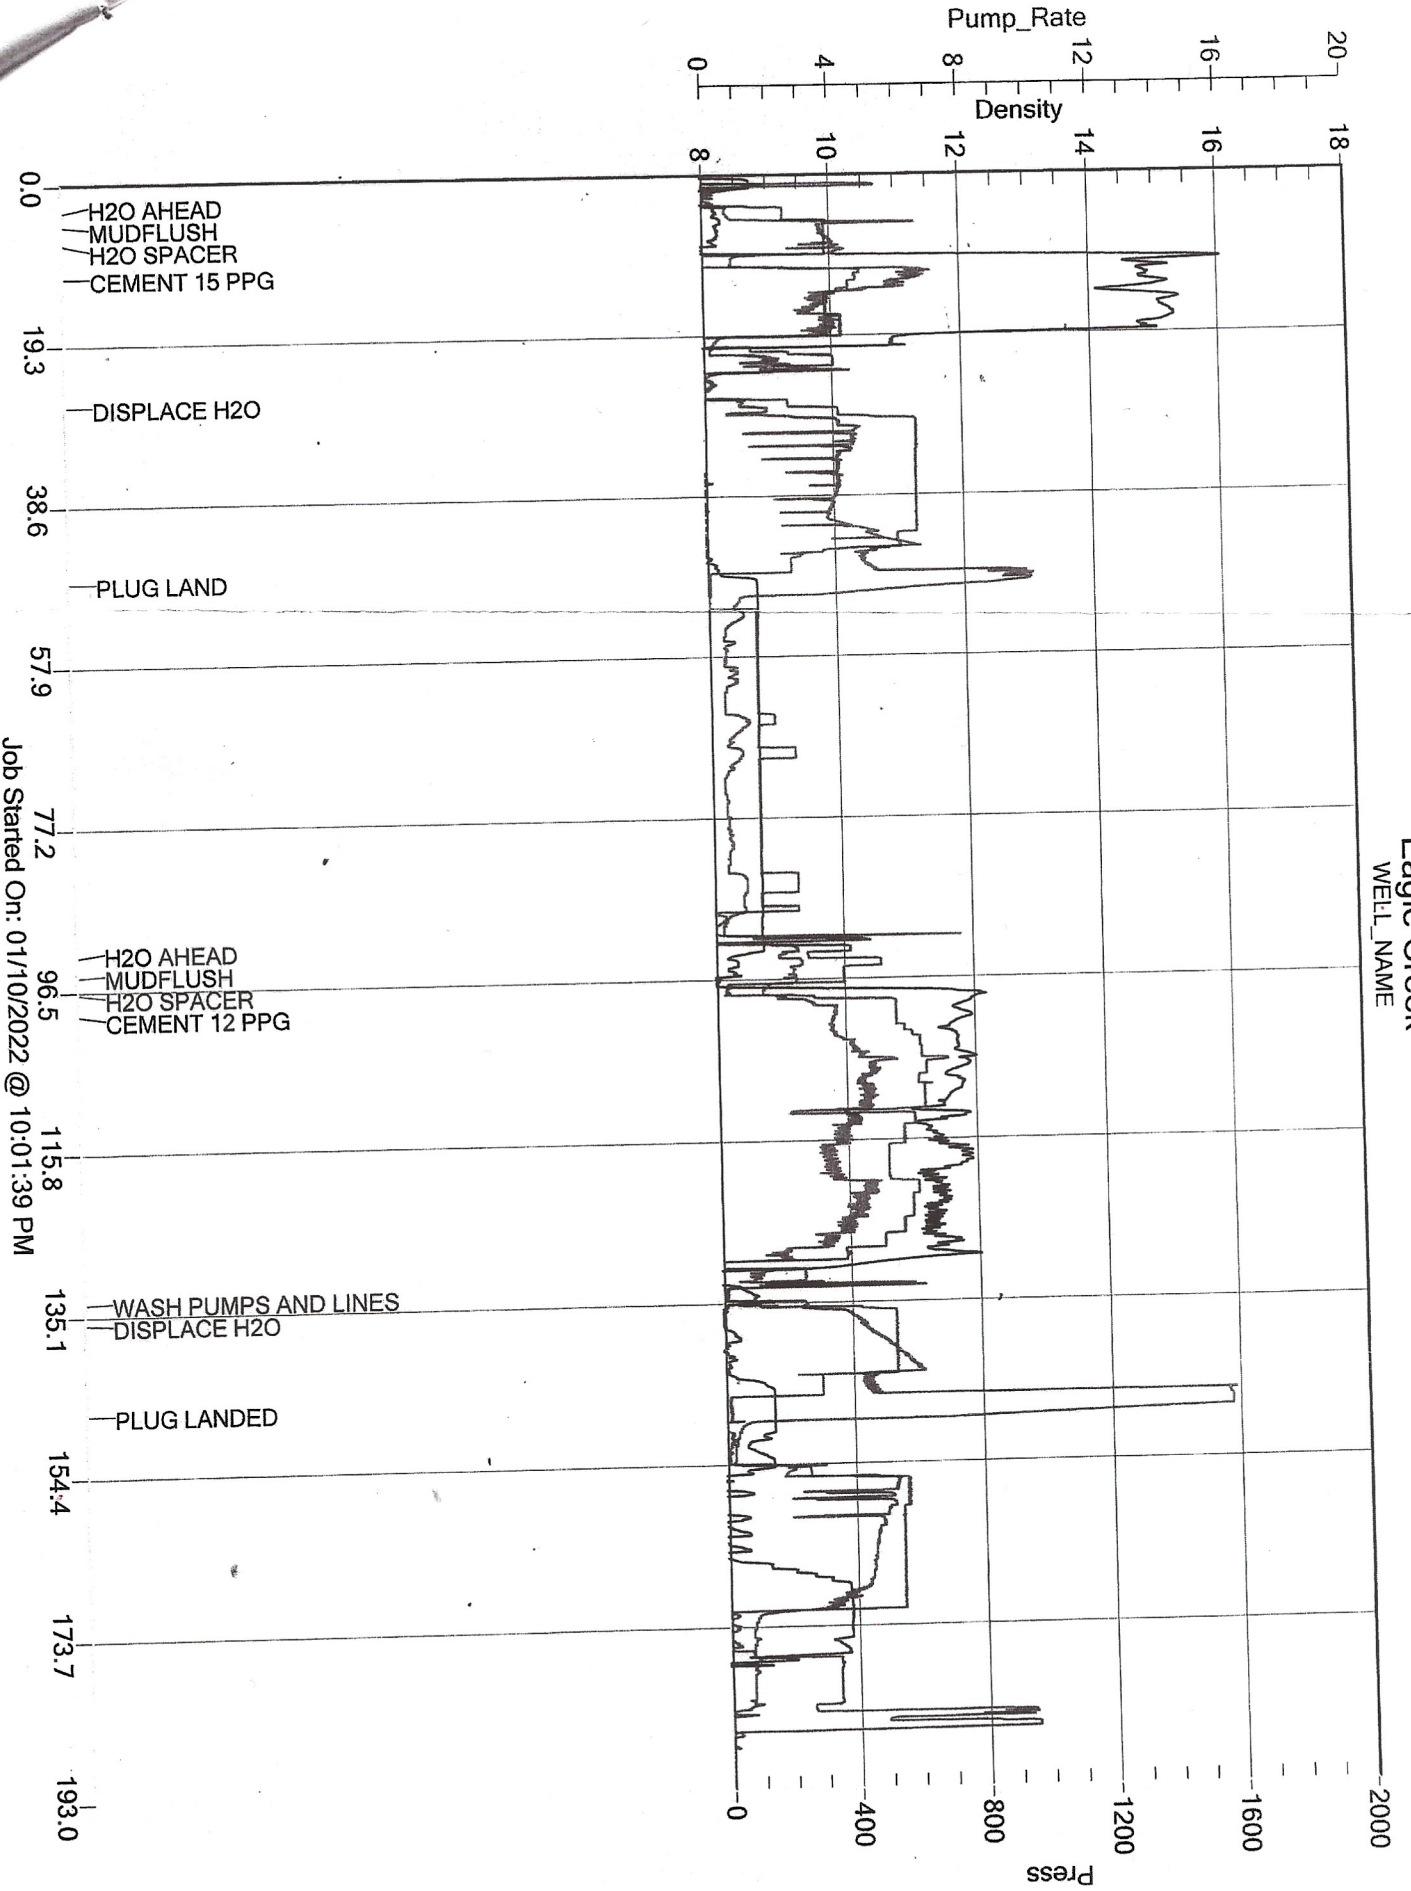 Pump_Rate
0 4 8 12 16 20
Density
8 10 12 14 16 18
WELL_NAME
0.0
H2O AHEAD
MUDFLUSH
H2O SPACER
CEMENT 15 PPG
19.3
DISPLACE H2O
38.6
PLUG LAND
57.9
77.2
H2O AHEAD
MUDFLUSH
96.5
H2O SPACER
CEMENT 12 PPG
115.8
WASH PUMPS AND LINES
135.1
DISPLACE H2O
PLUG LANDED
154.4
173.7
193.0
0 400 800 1200 1600 2000
Press
Job Started On: 01/10/2022 @ 10:01:39 PM